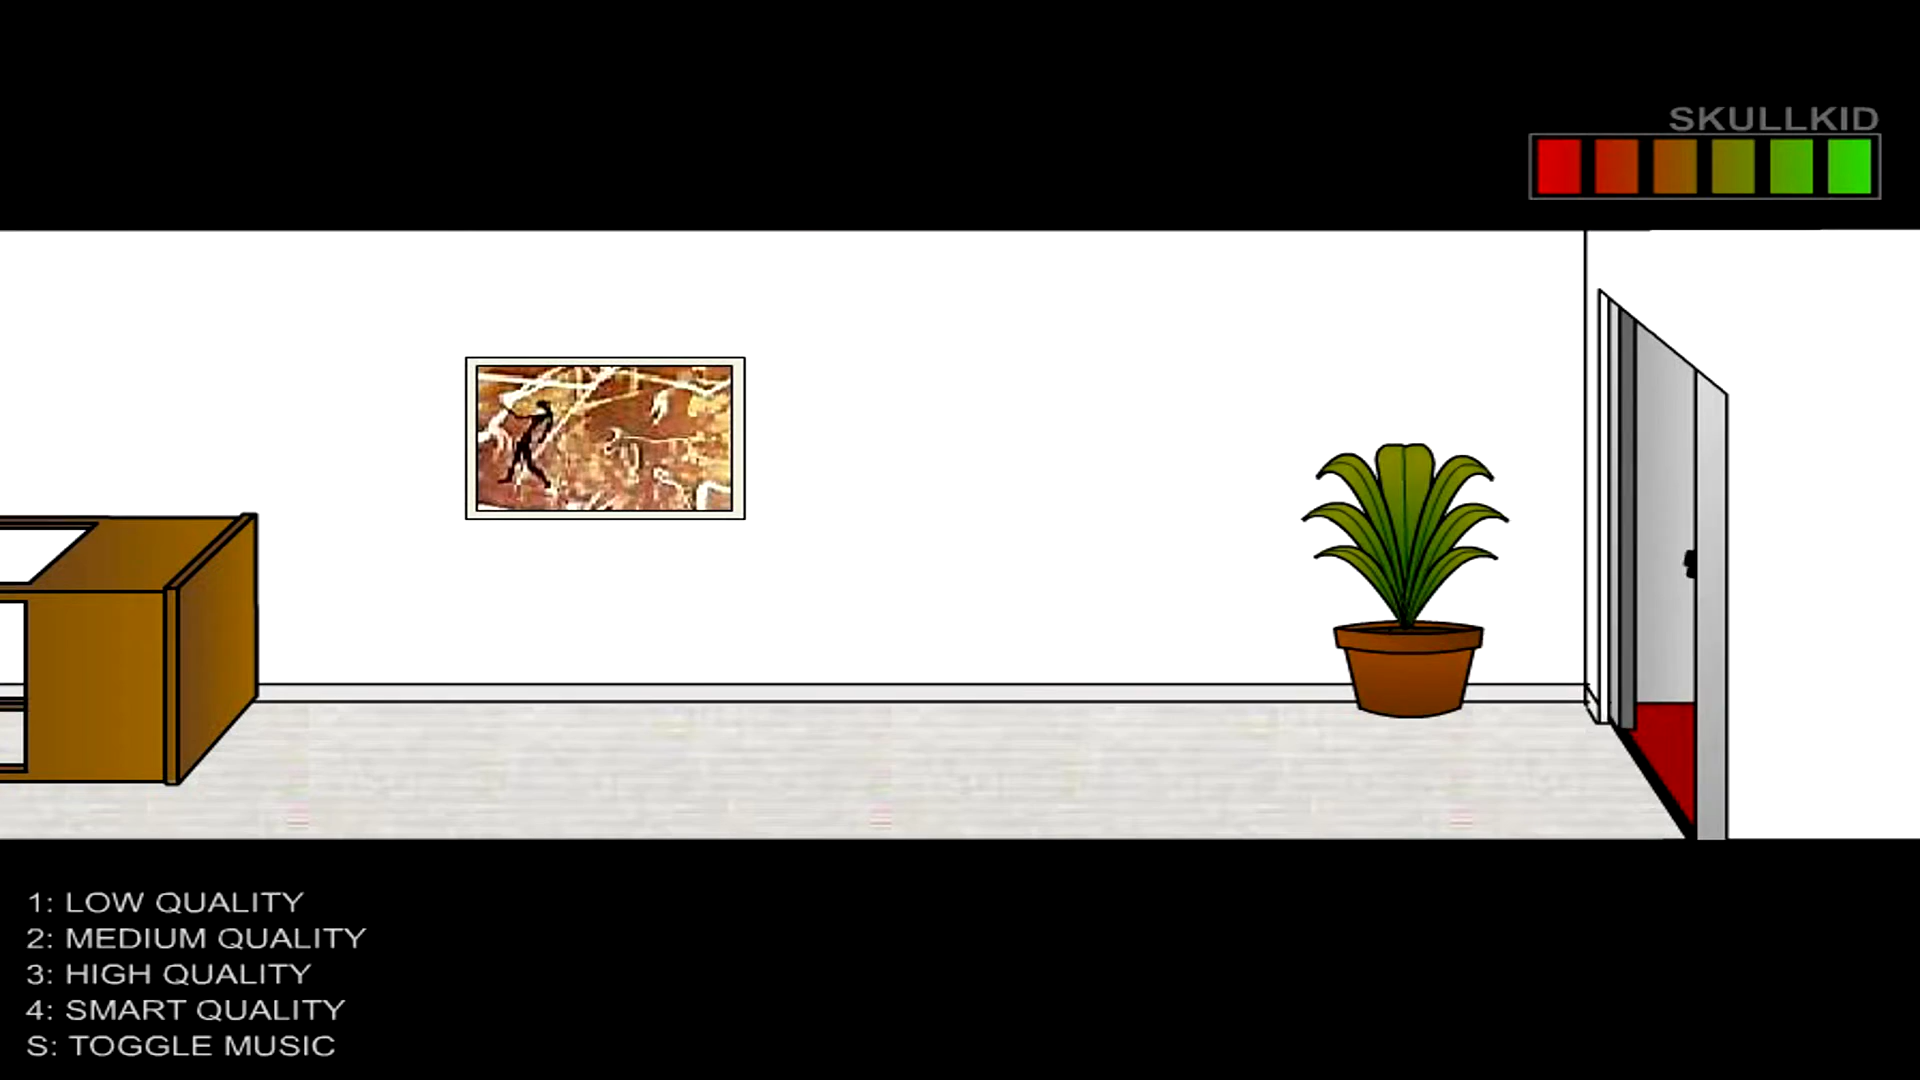 SKULLKID
1: LOW QUALITY
2: MEDIUM QUALITY
3: HIGH QUALITY
4: SMART QUALITY
S: TOGGLE MUSIC